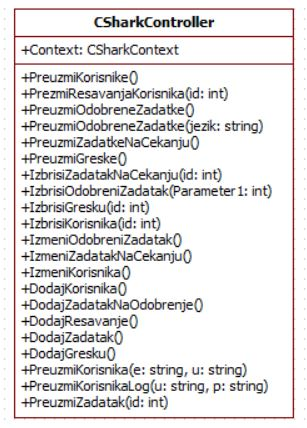 CSharkController
+Context: CSharkContext
+PreuzmiKorisnike()
+PrezmiResavanjaKorisnika(id: int)
+PreuzmiOdobreneZadatke()
+PreuzmiOdobreneZadatke(jezik: string)
+PreuzmiZadatkeNaCekanju()
+PreuzmiGreske()
+IzbrisiZadatakNaCekanju(id: int)
+IzbrisiOdobreniZadatak(Parameter1: int)
+IzbrisiGresku(id: int)
+IzbrisiKorisnika(id: int)
+IzmeniOdobreniZadatak()
+IzmeniZadatakNaCekanju()
+IzmeniKorisnika()
+DodajKorisnika()
+DodajZadatakNaOdobrenje()
+DodajResavanje()
+DodajZadatak()
+DodajGresku()
+PreuzmiKorisnika(e: string, u: string)
+PreuzmiKorisnikaLog(u: string, p: string)
+PreuzmiZadatak(id: int)